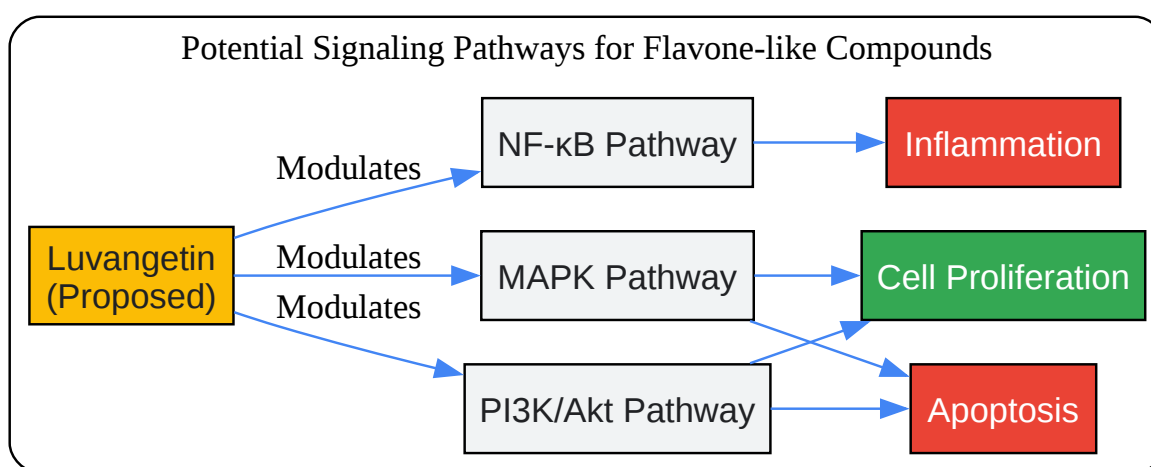 Potential Signaling Pathways for Flavone-like Compounds
NF-κB Pathway
Inflammation
Modulates
Luvangetin
(Proposed)
Modulates
MAPK Pathway
Cell Proliferation
Modulates
PI3K/Akt Pathway
Apoptosis